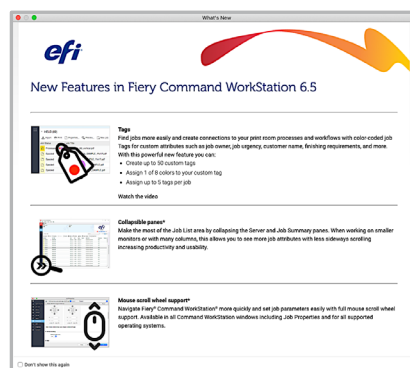 What's New
efi
New Features in Fiery Command WorkStation 6.5
Tags
Find jobs more easily and create connections to your print room processes and workflows with color-coded job
Tags for custom attributes such as job owner, job urgency, customer name, finishing requirements, and more.
With this powerful new feature you can:
• Create up to 50 custom tags
• Assign 1 of 8 colors to your custom tag
• Assign up to 5 tags per job
Watch the video
Collapsible panes*
Make the most of the Job List area by collapsing the Server and Job Summary panes. When working on smaller
monitors or with many columns, this allows you to see more job attributes with less sideways scrolling
increasing productivity and usability.
Mouse scroll wheel support*
Navigate Fiery® Command WorkStation® more quickly and set job parameters easily with full mouse scroll wheel
support. Available in all Command WorkStation windows including Job Properties and for all supported
operating systems.
Don't show this again